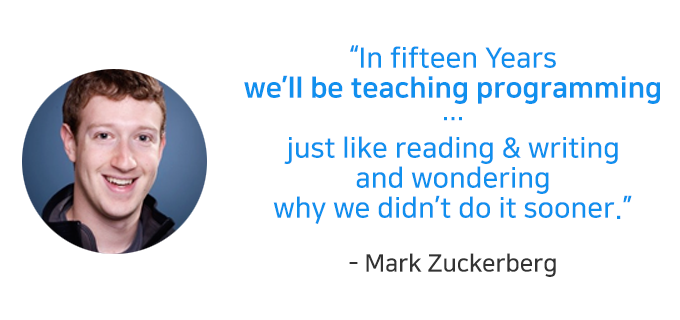 “In fifteen Years
we’ll be teaching programming
...
just like reading & writing
and wondering
why we didn’t do it sooner.”
- Mark Zuckerberg